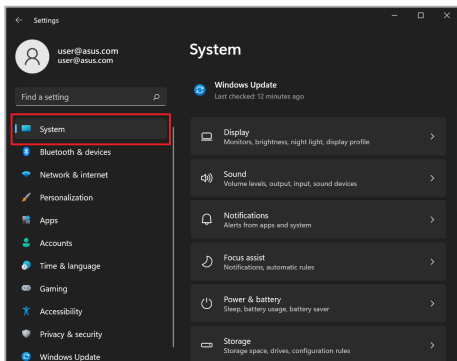 Settings
user@asus.com
user@asus.com
Find a setting
System
Bluetooth & devices
Network & internet
Personalization
Apps
Accounts
Time & language
Gaming
Accessibility
Privacy & security
Windows Update
System
Windows Update
Last checked: 12 minutes ago
Display
Monitors, brightness, night light, display profile
Sound
Volume levels, output, input, sound devices
Notifications
Alerts from apps and system
Focus assist
Notifications, automatic rules
Power & battery
Sleep, battery usage, battery saver
Storage
Storage space, drives, configuration rules